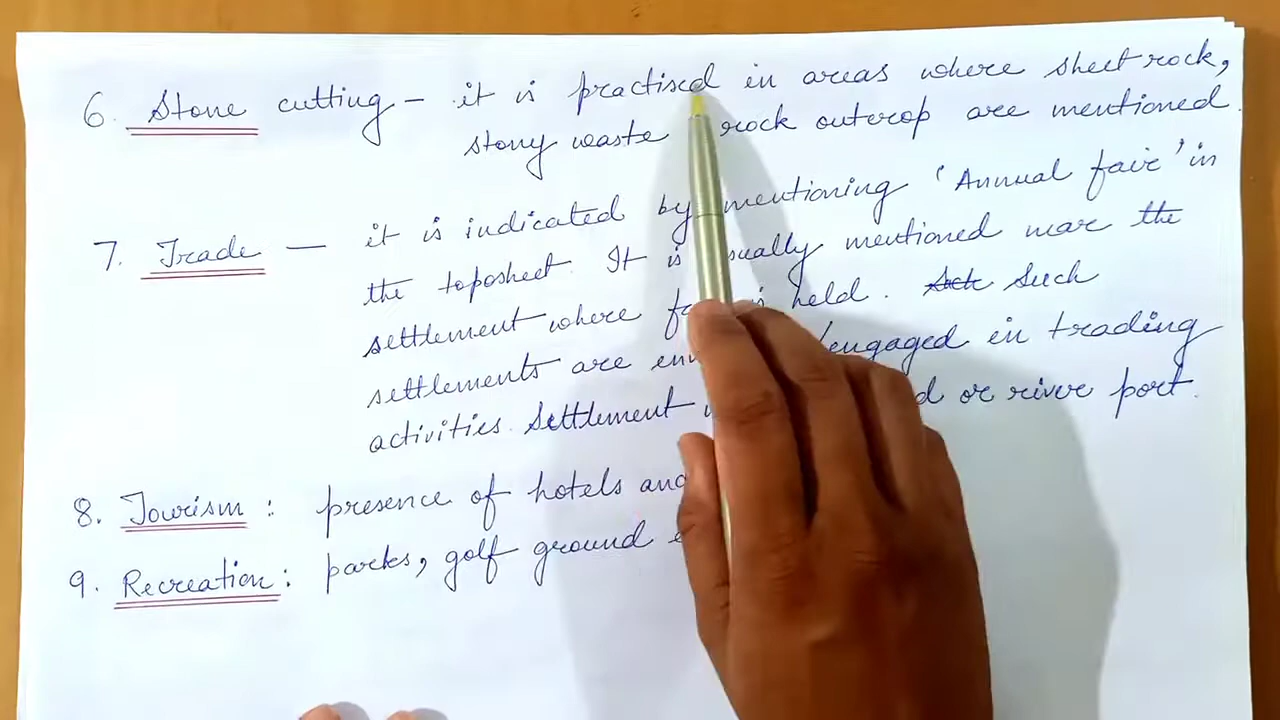 6. Stone cutting - it is practised in areas where sheet rock,
stony waste rock outcrop are mentioned.
7. Trade — it is indicated by mentioning 'Annual fair' in
the toposheet. It is usually mentioned near the
settlement where is held. Such
settlements are engaged in trading
activities. Settlement or river port.
8. Tourism : presence of hotels and
9. Recreation : parks, golf ground